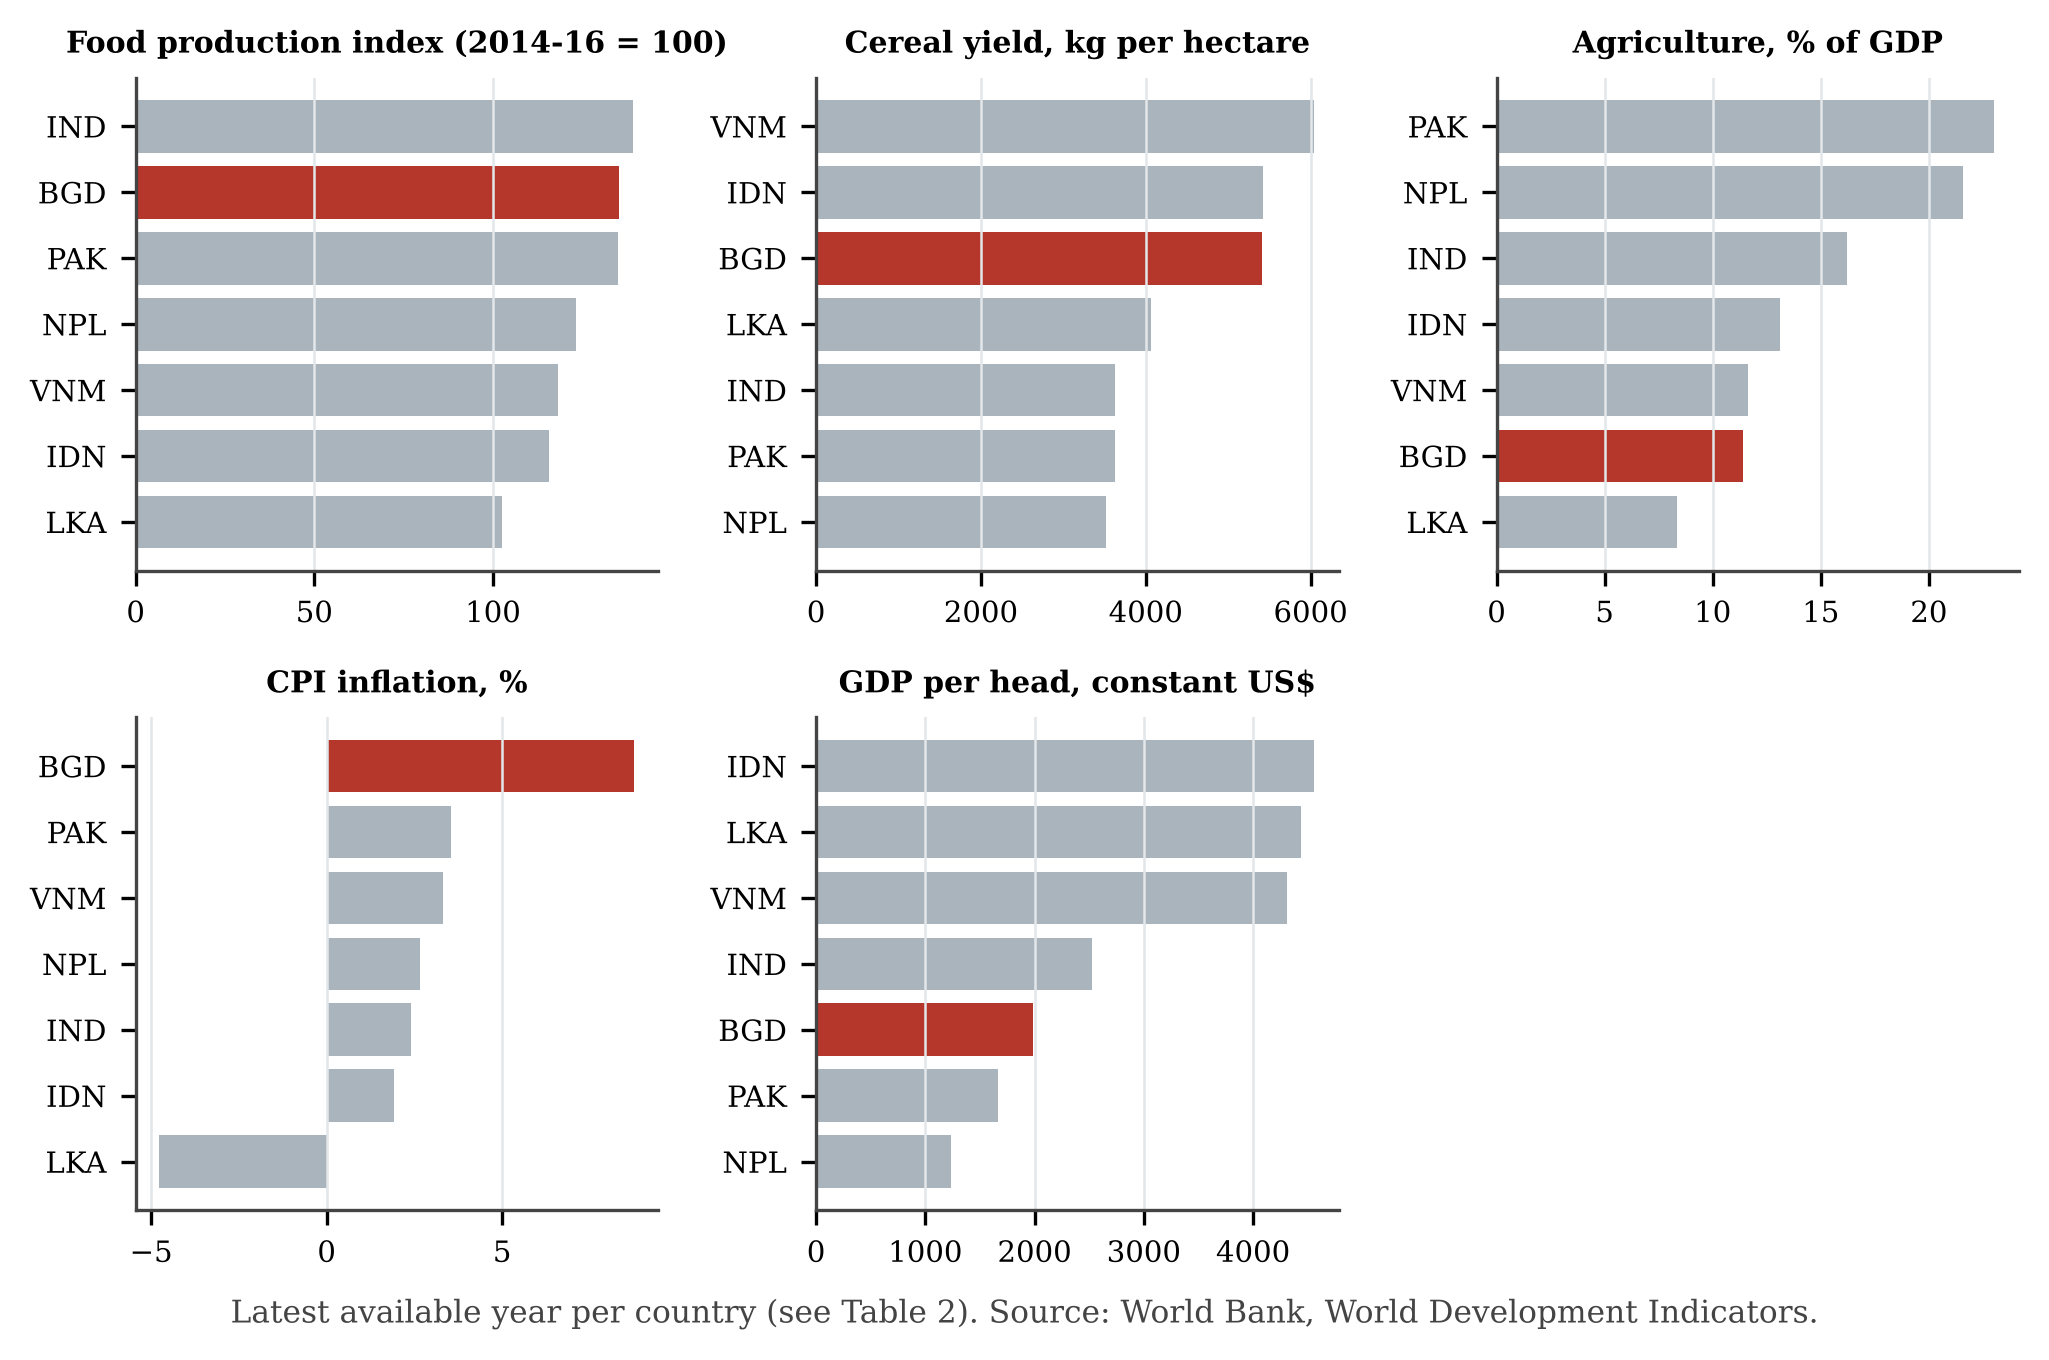 Food production index (2014-16 = 100)
IND
BGD
PAK
NPL
VNM
IDN
LKA
0 50 100
Cereal yield, kg per hectare
VNM
IDN
BGD
LKA
IND
PAK
NPL
0 2000 4000 6000
Agriculture, % of GDP
PAK
NPL
IND
IDN
VNM
BGD
LKA
0 5 10 15 20
CPI inflation, %
BGD
PAK
VNM
NPL
IND
IDN
LKA
−5 0 5
GDP per head, constant US$
IDN
LKA
VNM
IND
BGD
PAK
NPL
0 1000 2000 3000 4000
Latest available year per country (see Table 2). Source: World Bank, World Development Indicators.